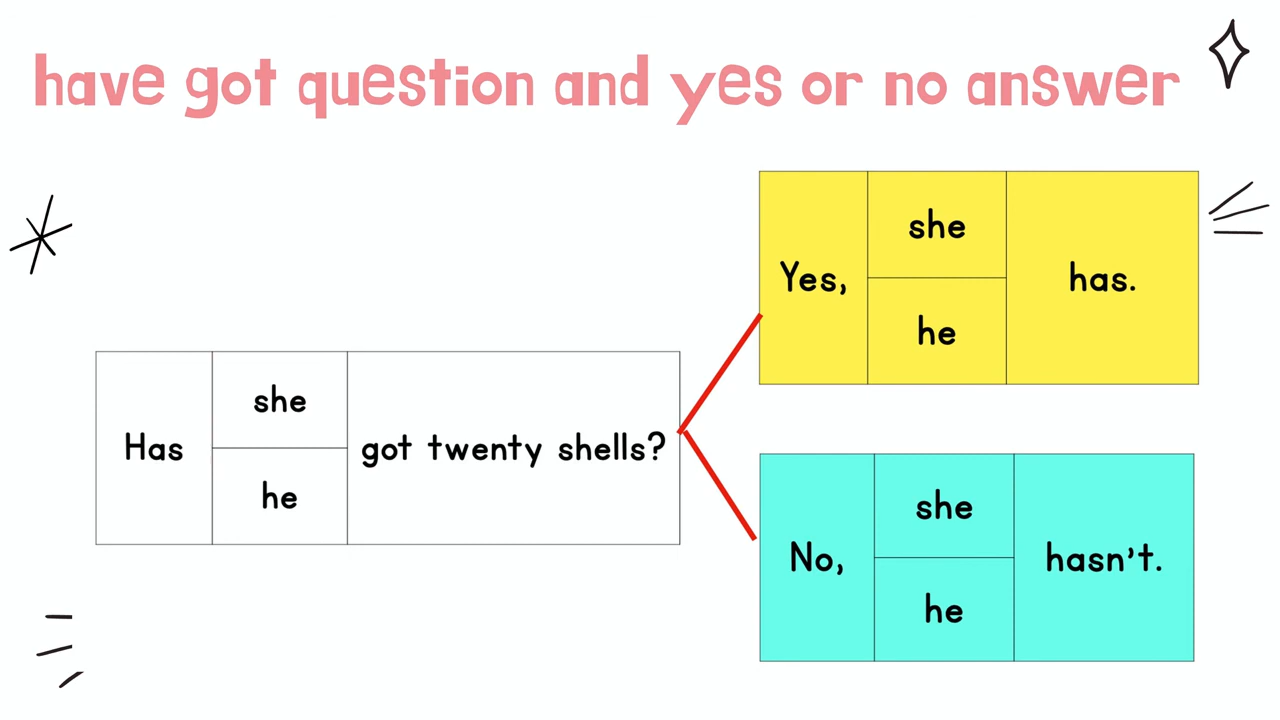 have got question and yes or no answer
Has
she
he
got twenty shells?
Yes,
she
he
has.
No,
she
he
hasn't.